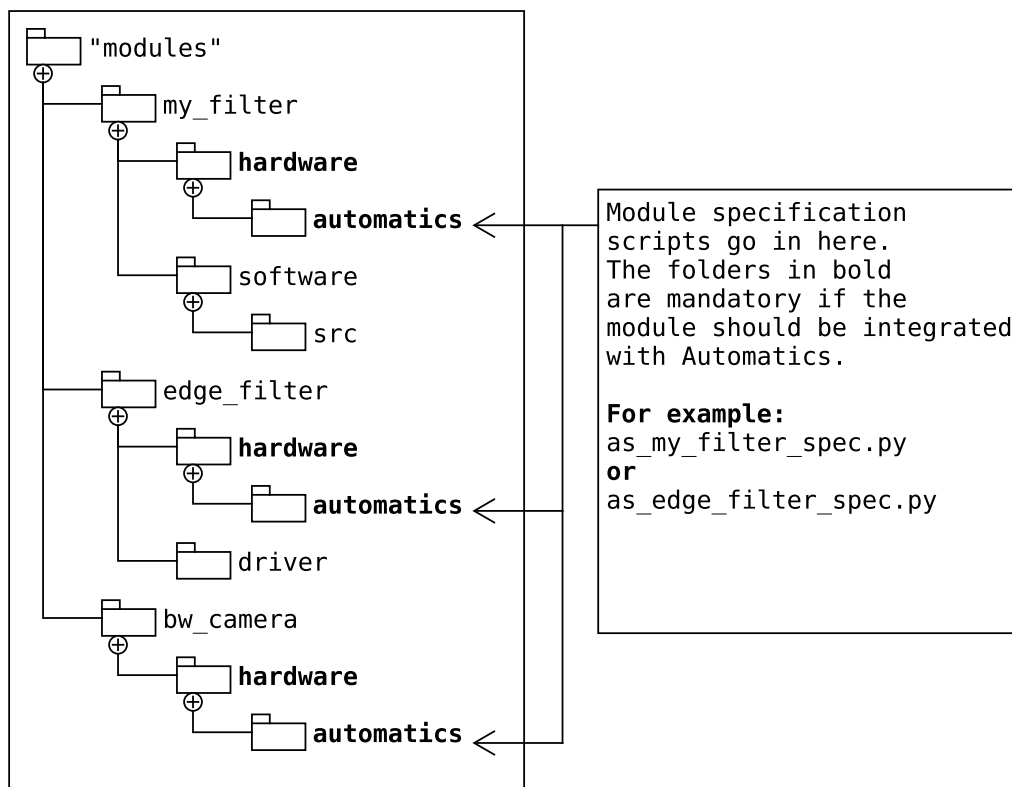 "modules"
my_filter
hardware
automatics
software
src
edge_filter
hardware
automatics
driver
bw_camera
hardware
automatics
Module specification
scripts go in here.
The folders in bold
are mandatory if the
module should be integrated
with Automatics.
For example:
as_my_filter_spec.py
or
as_edge_filter_spec.py